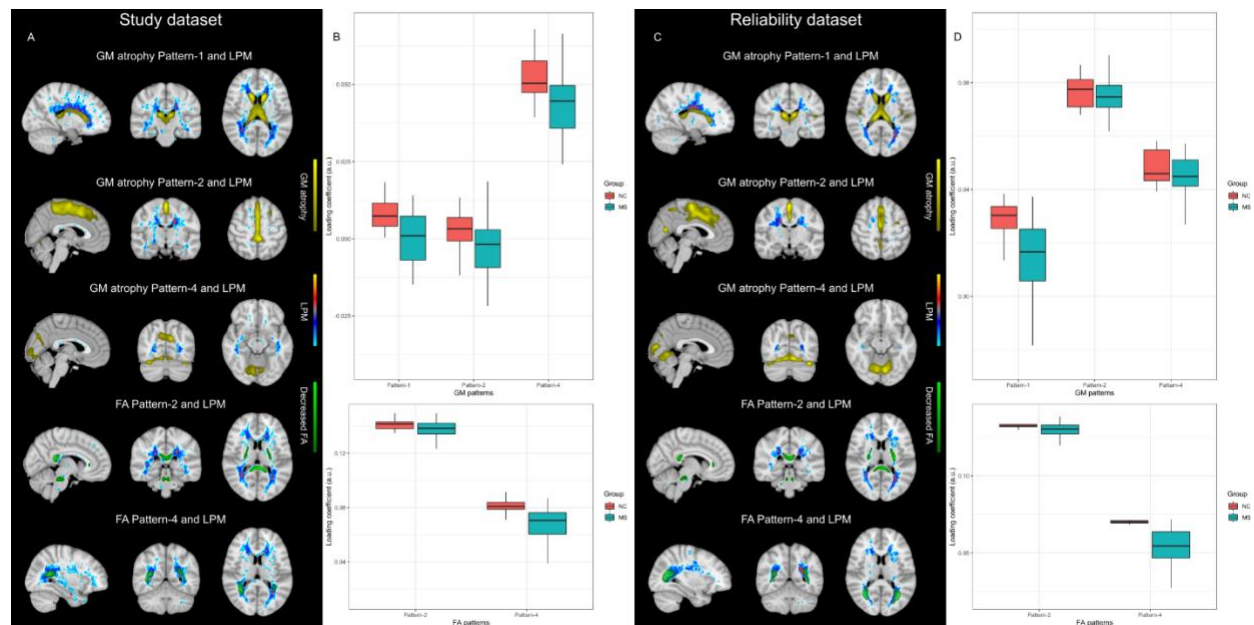 Study dataset
A
GM atrophy Pattern-1 and LPM
GM atrophy Pattern-2 and LPM
GM atrophy Pattern-4 and LPM
FA Pattern-2 and LPM
FA Pattern-4 and LPM
GM atrophy
LPM
Decreased FA
B
Loading coefficient (a.u.)
0.050
0.025
0.000
-0.025
Pattern-1
Pattern-2
Pattern-4
GM patterns
Group
NC
MS
Loading coefficient (a.u.)
0.12
0.08
0.04
Pattern-2
Pattern-4
FA patterns
Group
NC
MS
Reliability dataset
C
GM atrophy Pattern-1 and LPM
GM atrophy Pattern-2 and LPM
GM atrophy Pattern-4 and LPM
FA Pattern-2 and LPM
FA Pattern-4 and LPM
GM atrophy
LPM
Decreased FA
D
Loading coefficient (a.u.)
0.08
0.04
0.00
Pattern-1
Pattern-2
Pattern-4
GM patterns
Group
NC
MS
Loading coefficient (a.u.)
0.10
0.05
Pattern-2
Pattern-4
FA patterns
Group
NC
MS